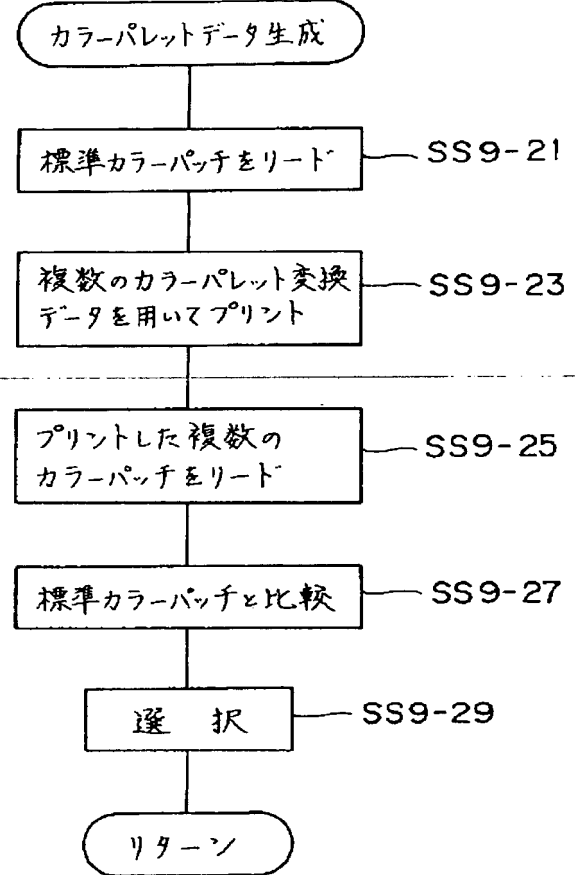 カラーパレットデータ生成
標準カラーパッチをリード
SS9-21
複数のカラーパレット変換
データを用いてプリント
SS9-23
プリントした複数の
カラーパッチをリード
SS9-25
標準カラーパッチと比較
SS9-27
選 択
SS9-29
リターン